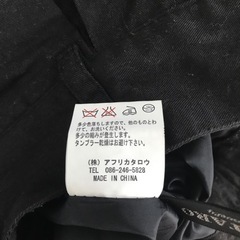 多少色落ちしますので、他のものとわ
けて、お洗い下さい。
多少の縮みが発生します。
タンブラー乾燥はお避け下さい。
(株) アフリカタロウ
TEL 086-246-5828
MADE IN CHINA